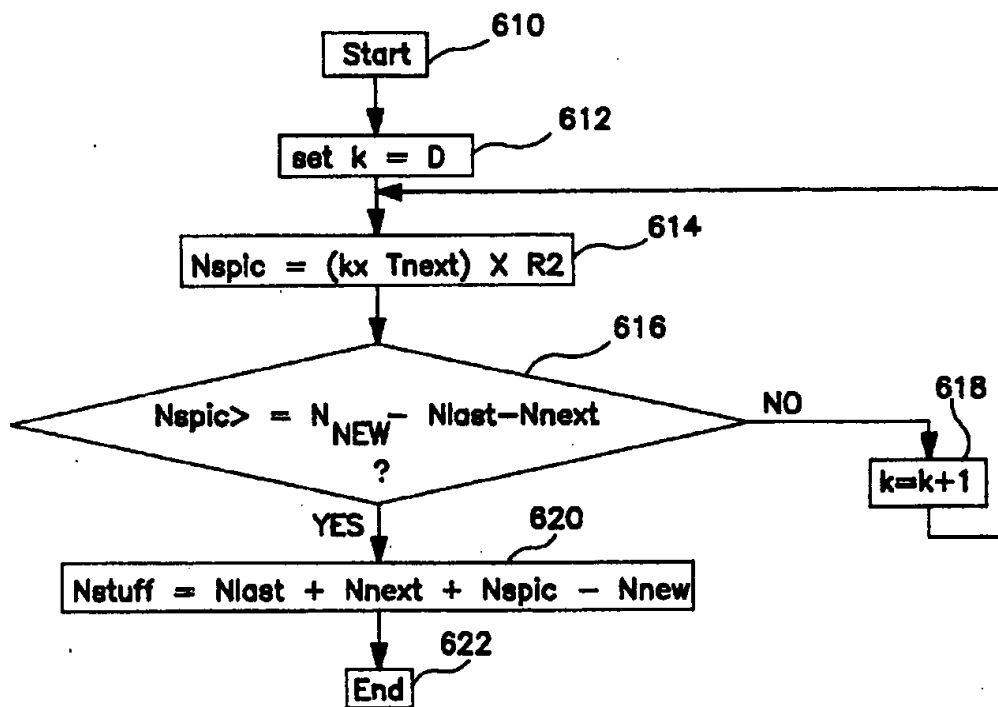 610
Start
612
set k = D
614
Nspic = (kx Tnext) X R2
616
Nspic> = N NEW - Nlast-Nnext
?
NO
618
k=k+1
YES
620
Nstuff = Nlast + Nnext + Nspic - Nnew
622
End